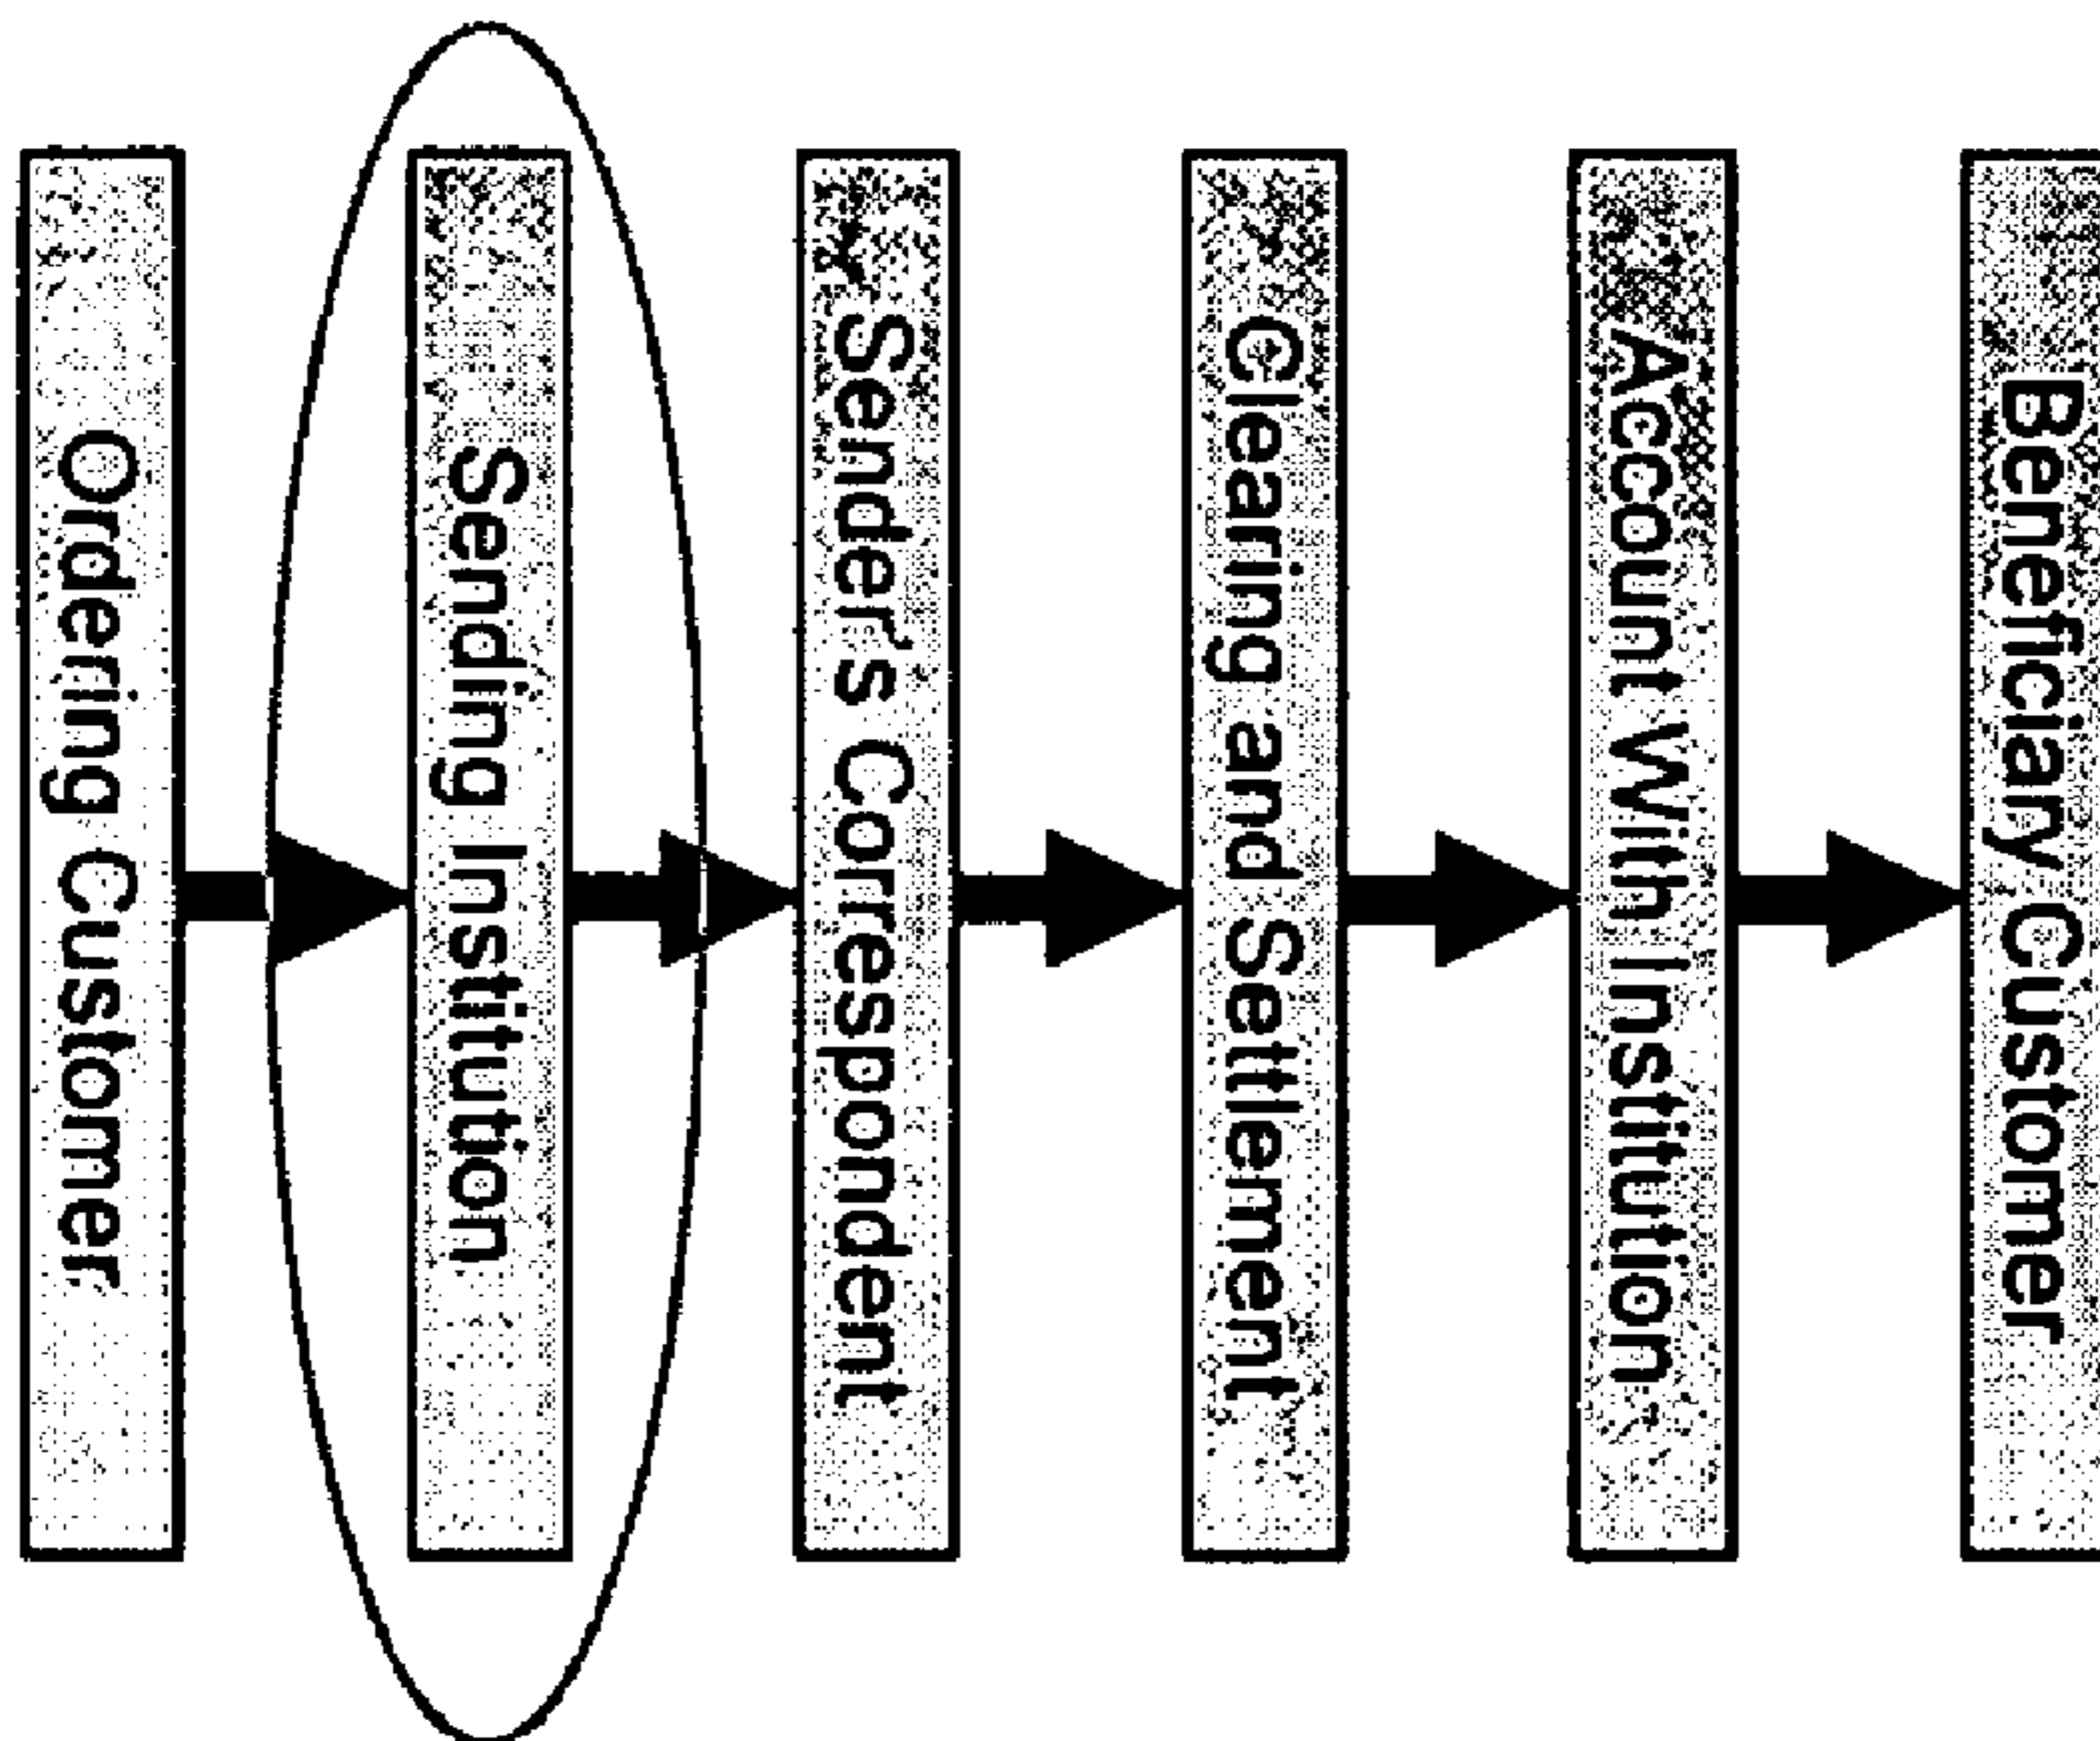 Ordering Customer
Sending Institution
Sender's Correspondent
Clearing and Settlement
Account With Institution
Beneficiary Customer